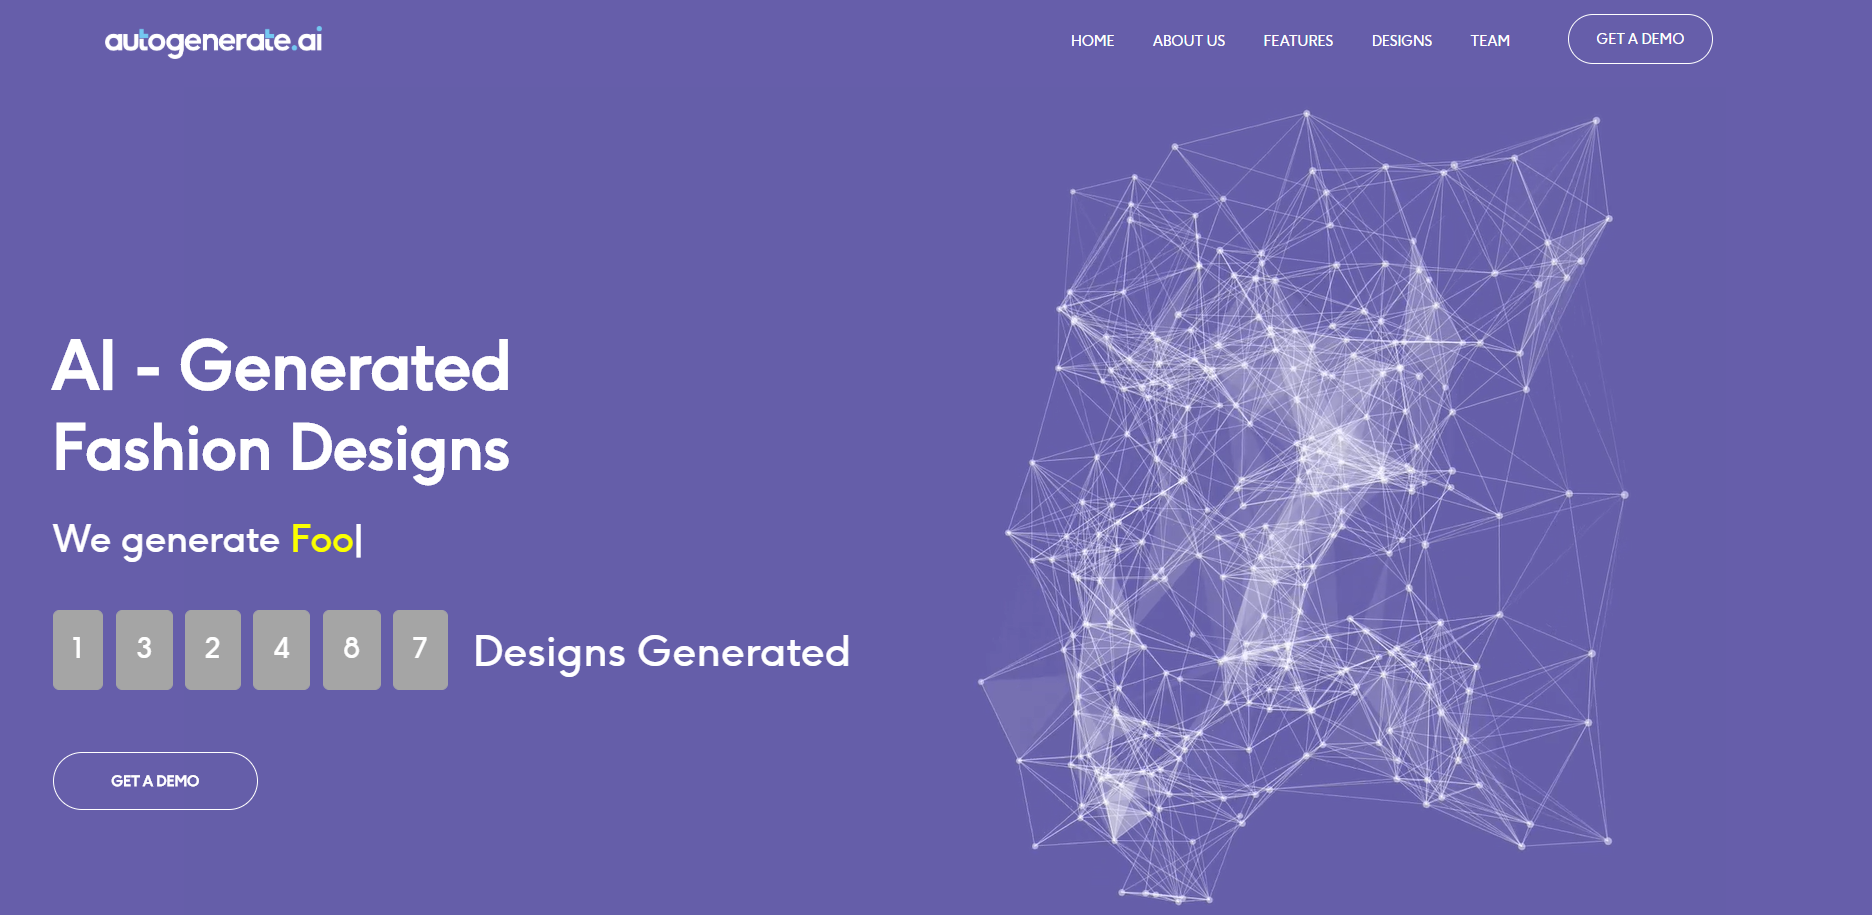 autogenerate.ai
HOME ABOUT US FEATURES DESIGNS TEAM GET A DEMO
AI - Generated
Fashion Designs
We generate Foo|
1 3 2 4 8 7 Designs Generated
GET A DEMO